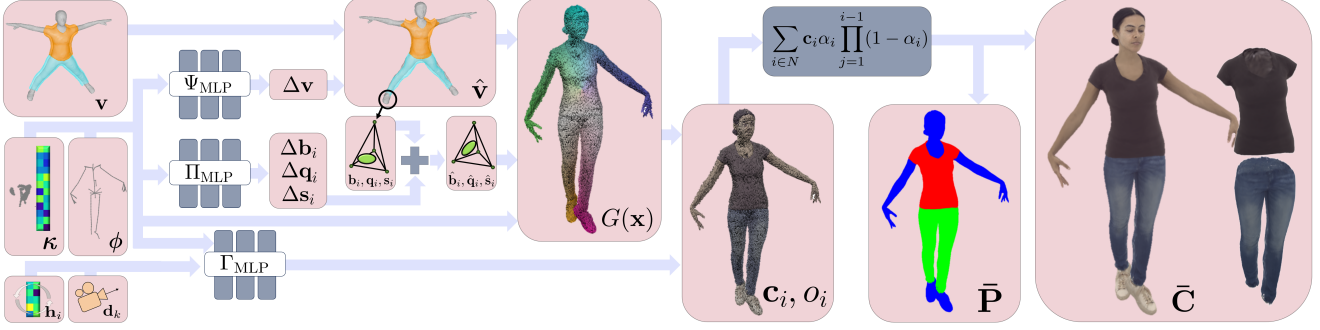 v
Ψ_MLP
Δv
v̂
Π_MLP
Δb_i
Δq_i
Δs_i
b_i, q_i, s_i
b̂_i, q̂_i, ŝ_i
κ
ϕ
h_i
d_k
Γ_MLP
G(x)
c_i, o_i
∑_{i∈N} c_i α_i ∏_{j=1}^{i−1} (1 − α_i)
P̄
C̄